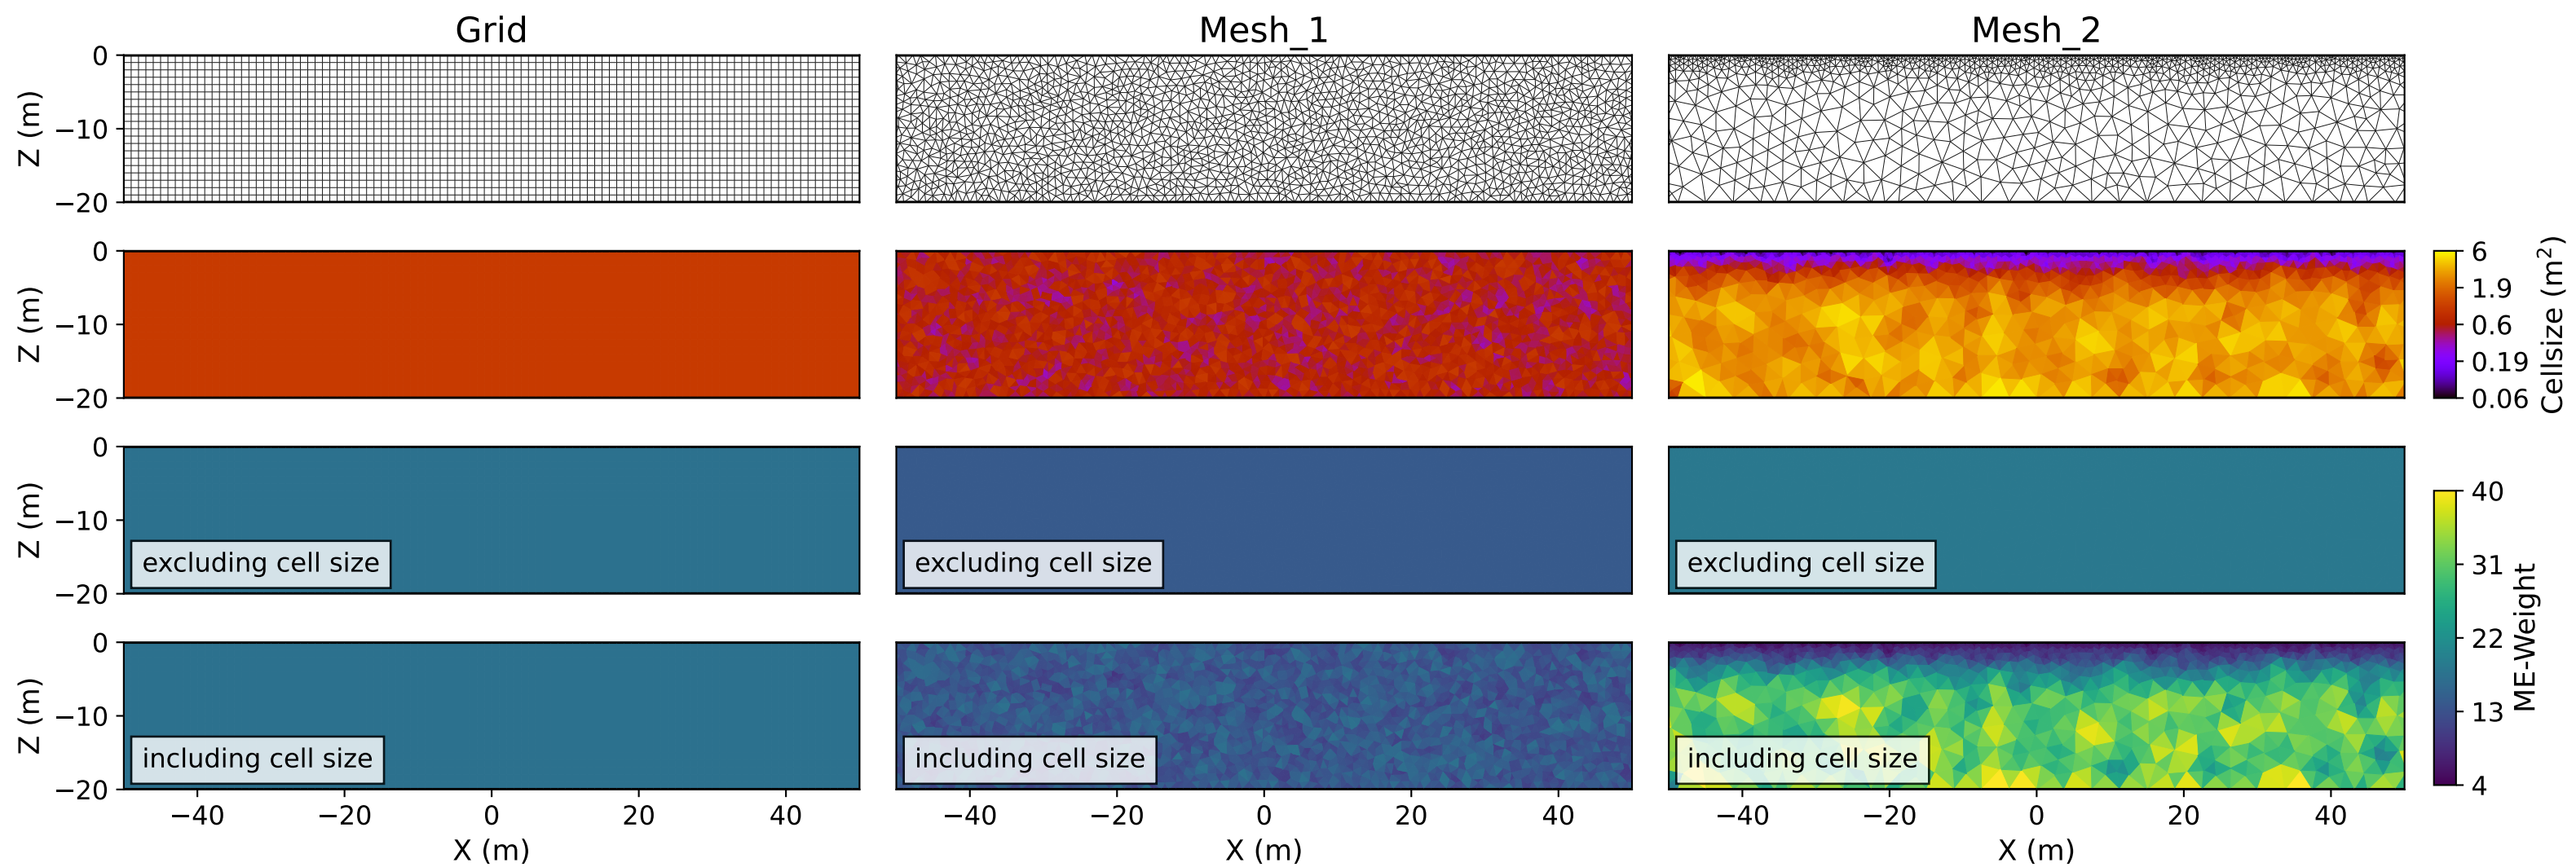 Grid Mesh_1 Mesh_2
0
−10
−20
Z (m)
0
−10
−20
Z (m)
6
1.9
0.6
0.19
0.06
Cellsize (m²)
0
−10
−20
Z (m)
excluding cell size excluding cell size excluding cell size
40
31
22
13
4
ME-Weight
0
−10
−20
Z (m)
including cell size including cell size including cell size
−40 −20 0 20 40 −40 −20 0 20 40 −40 −20 0 20 40
X (m) X (m) X (m)